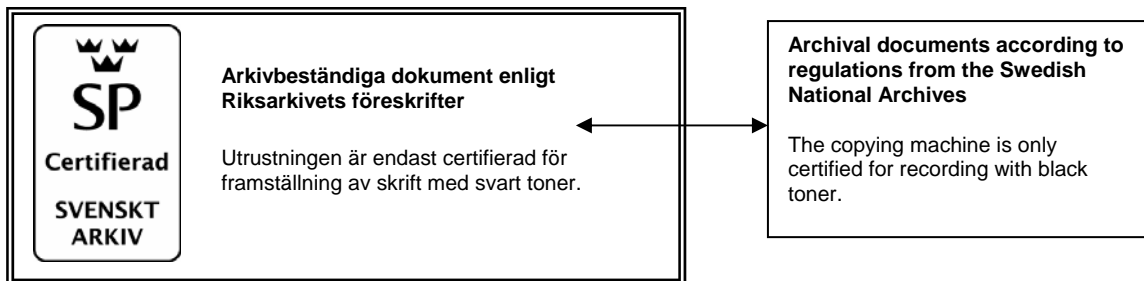 SP
Certifierad
SVENSKT
ARKIV
Arkivbeständiga dokument enligt
Riksarkivets föreskrifter
Utrustningen är endast certifierad för
framställning av skrift med svart toner.
Archival documents according to
regulations from the Swedish
National Archives
The copying machine is only
certified for recording with black
toner.